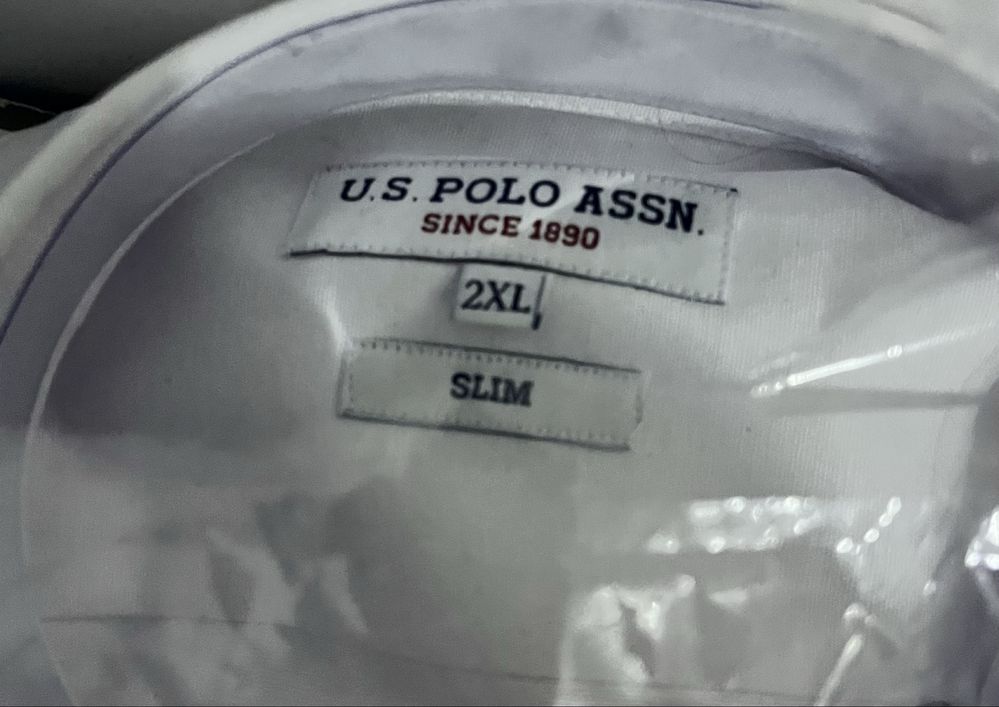 U.S. POLO ASSN.
SINCE 1890
2XL
SLIM